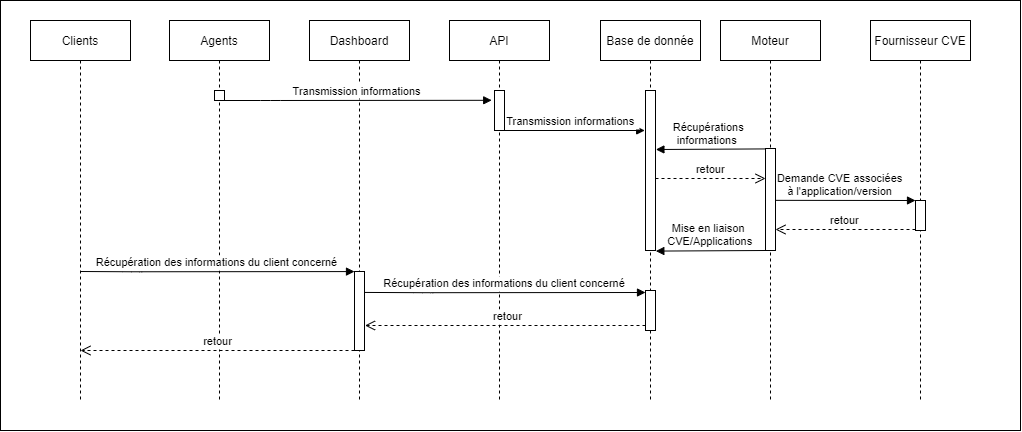 Clients
Agents
Dashboard
API
Base de donnée
Moteur
Fournisseur CVE
Transmission informations
Transmission informations
Récupérations
informations
retour
Demande CVE associées
à l'application/version
retour
Mise en liaison
CVE/Applications
Récupération des informations du client concerné
Récupération des informations du client concerné
retour
retour